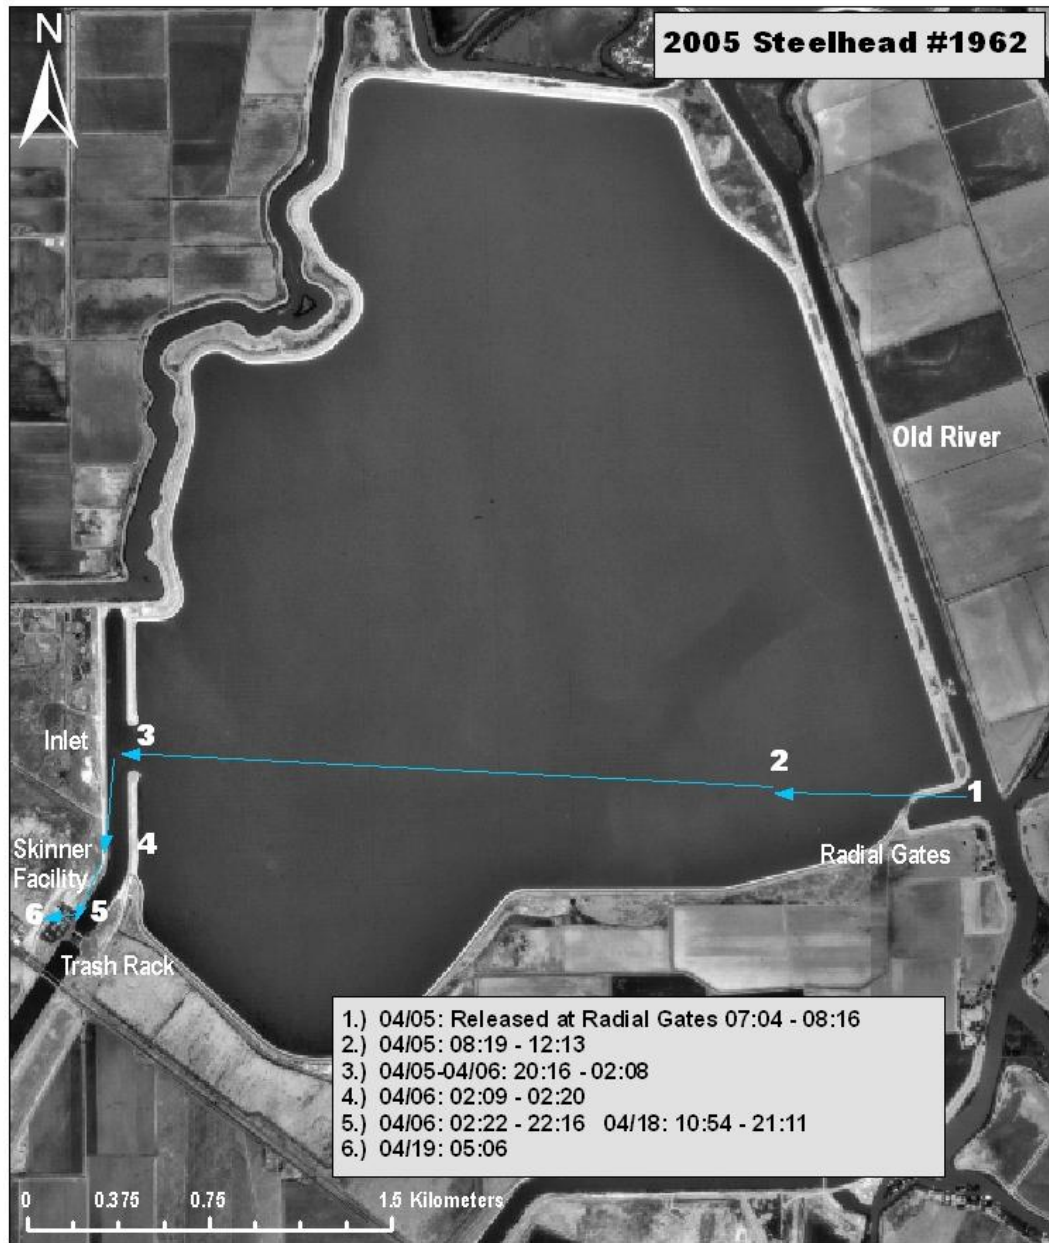 N
2005 Steelhead #1962
Old River
3
Inlet
2
1
4
Skinner
Facility
Radial Gates
6
5
Trash Rack
1.) 04/05: Released at Radial Gates 07:04 - 08:16
2.) 04/05: 08:19 - 12:13
3.) 04/05-04/06: 20:16 - 02:08
4.) 04/06: 02:09 - 02:20
5.) 04/06: 02:22 - 22:16 04/18: 10:54 - 21:11
6.) 04/19: 05:06
0 0.375 0.75 1.5 Kilometers